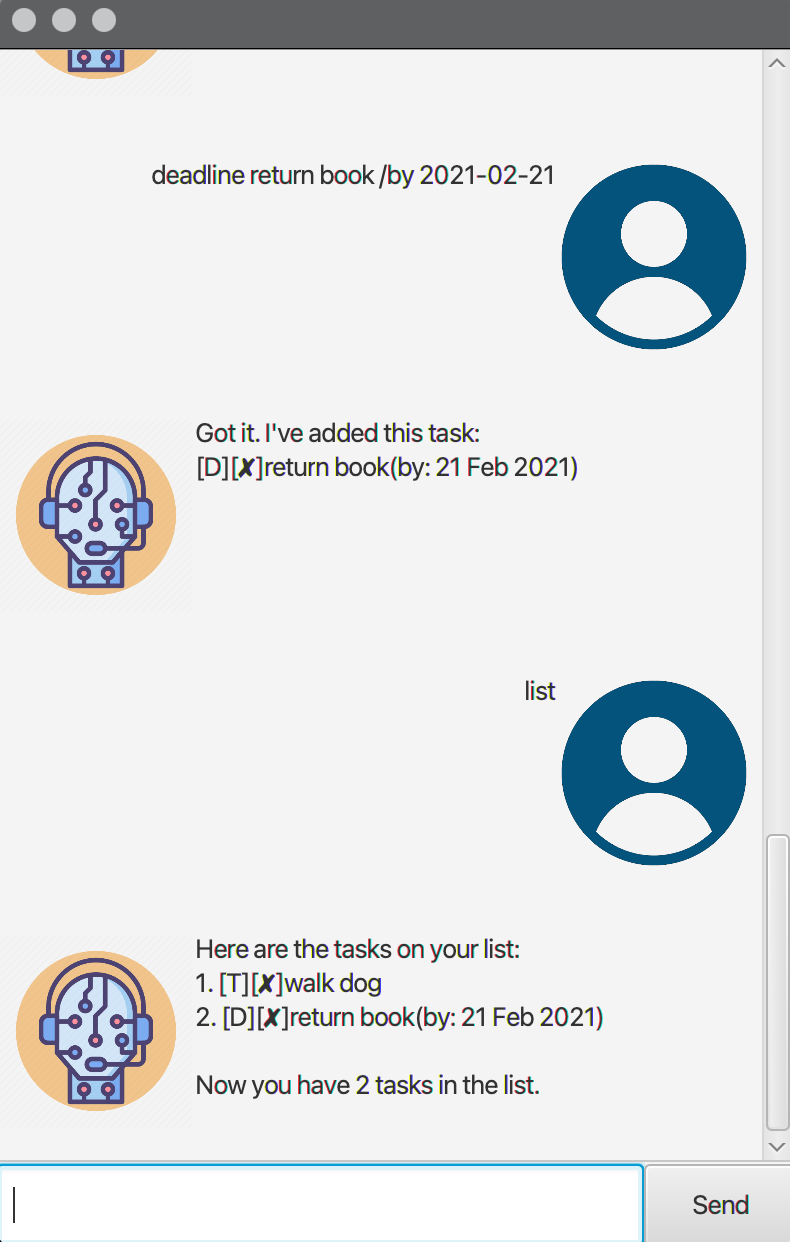 deadline return book /by 2021-02-21
Got it. I've added this task:
[D][✘]return book(by: 21 Feb 2021)
list
Here are the tasks on your list:
1. [T][✘]walk dog
2. [D][✘]return book(by: 21 Feb 2021)
Now you have 2 tasks in the list.
Send